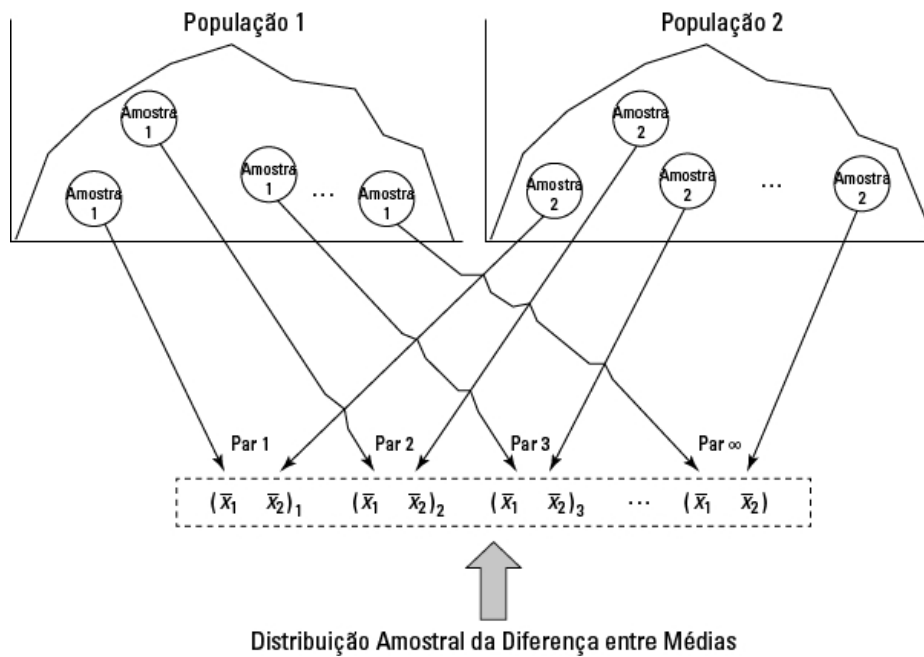 População 1
População 2
Amostra
1
Amostra
1
Amostra
1
...
Amostra
1
Amostra
2
Amostra
2
Amostra
2
...
Amostra
2
Par 1
Par 2
Par 3
Par ∞
(x̄₁ x̄₂)₁ (x̄₁ x̄₂)₂ (x̄₁ x̄₂)₃ ... (x̄₁ x̄₂)
Distribuição Amostral da Diferença entre Médias